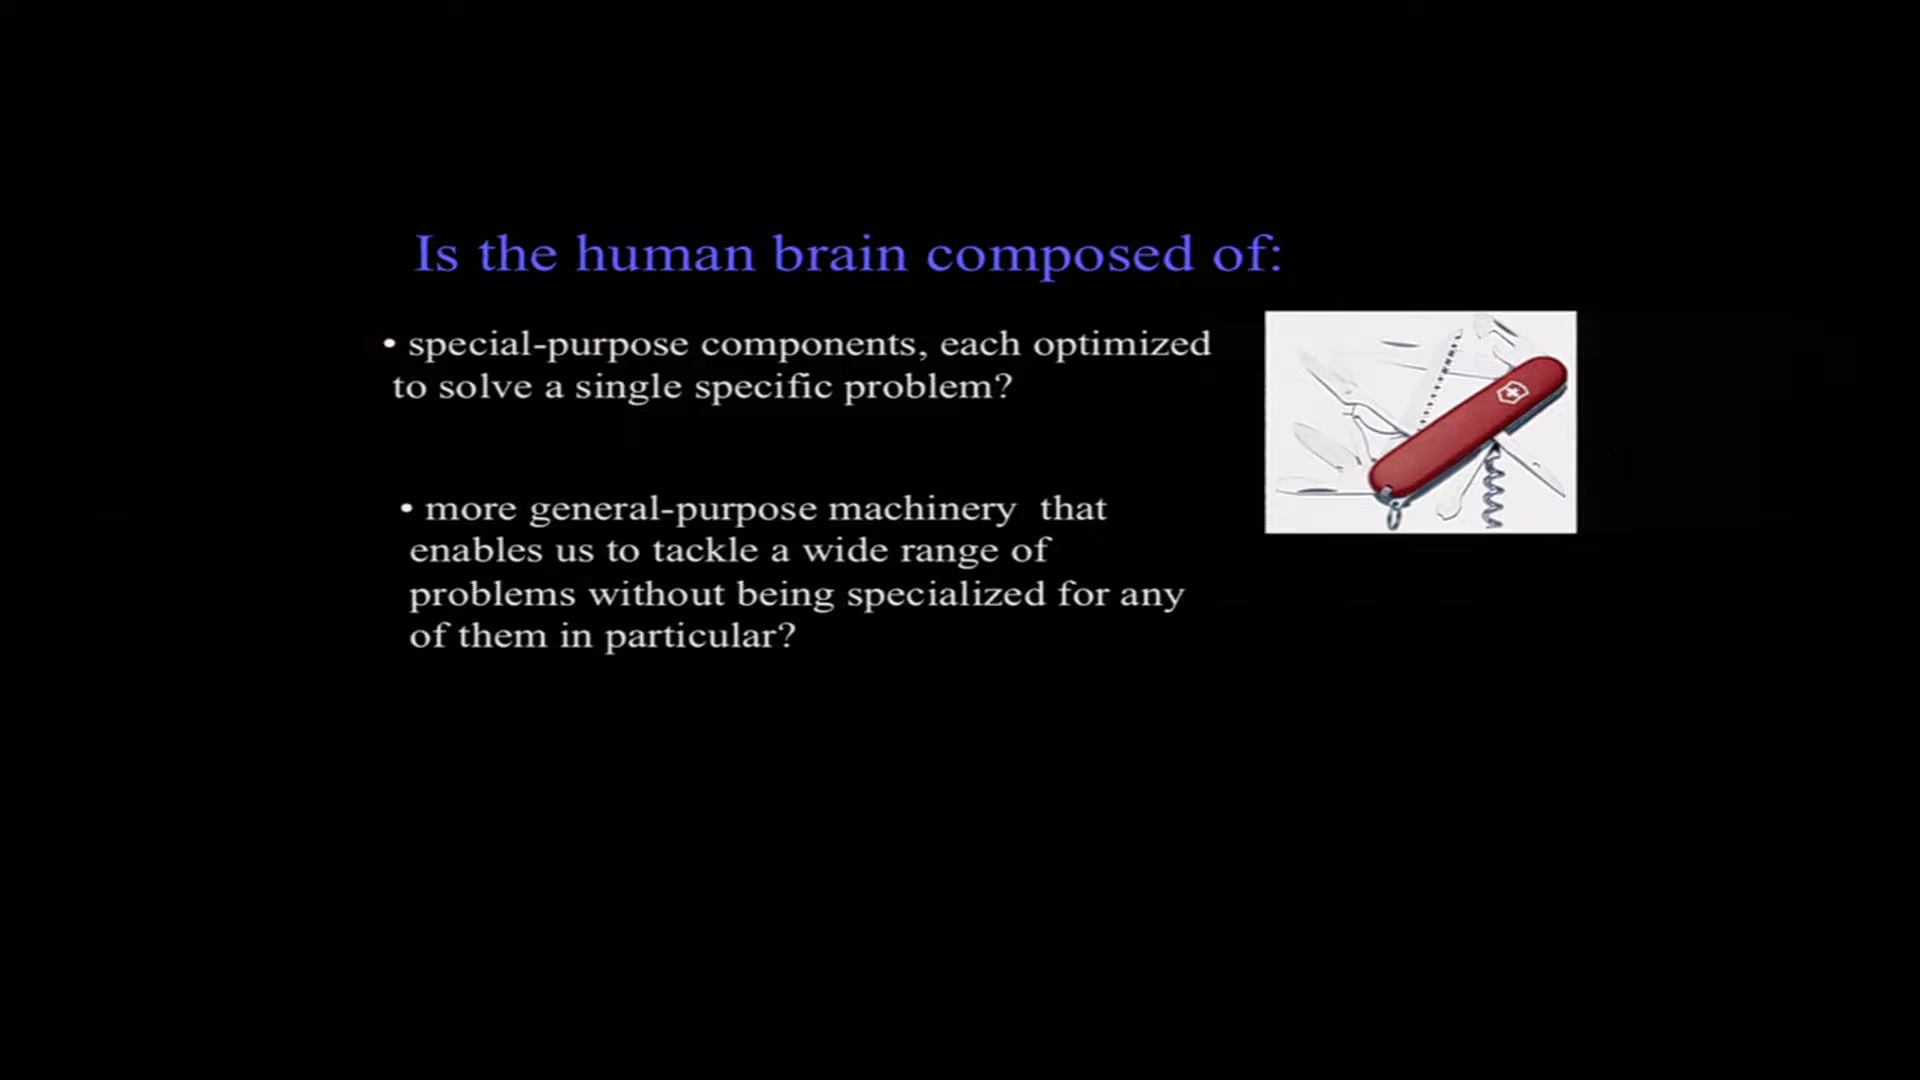 Is the human brain composed of:
• special-purpose components, each optimized
to solve a single specific problem?
• more general-purpose machinery that
enables us to tackle a wide range of
problems without being specialized for any
of them in particular?